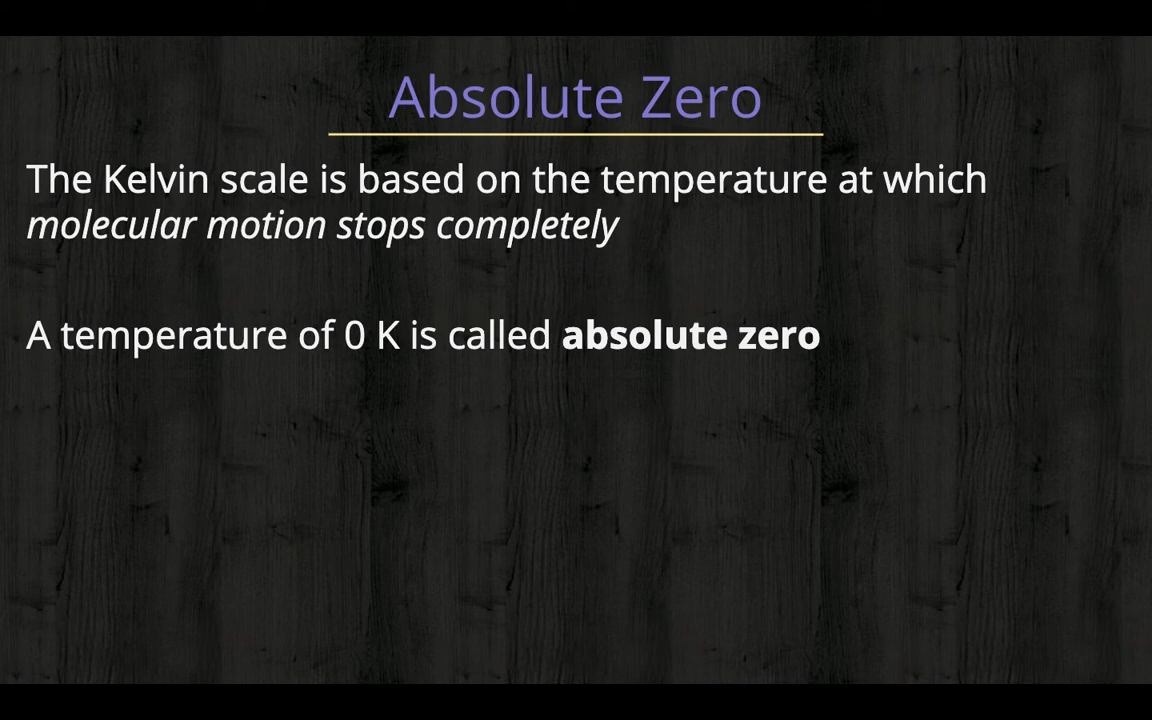 Absolute Zero
The Kelvin scale is based on the temperature at which
molecular motion stops completely
A temperature of 0 K is called absolute zero